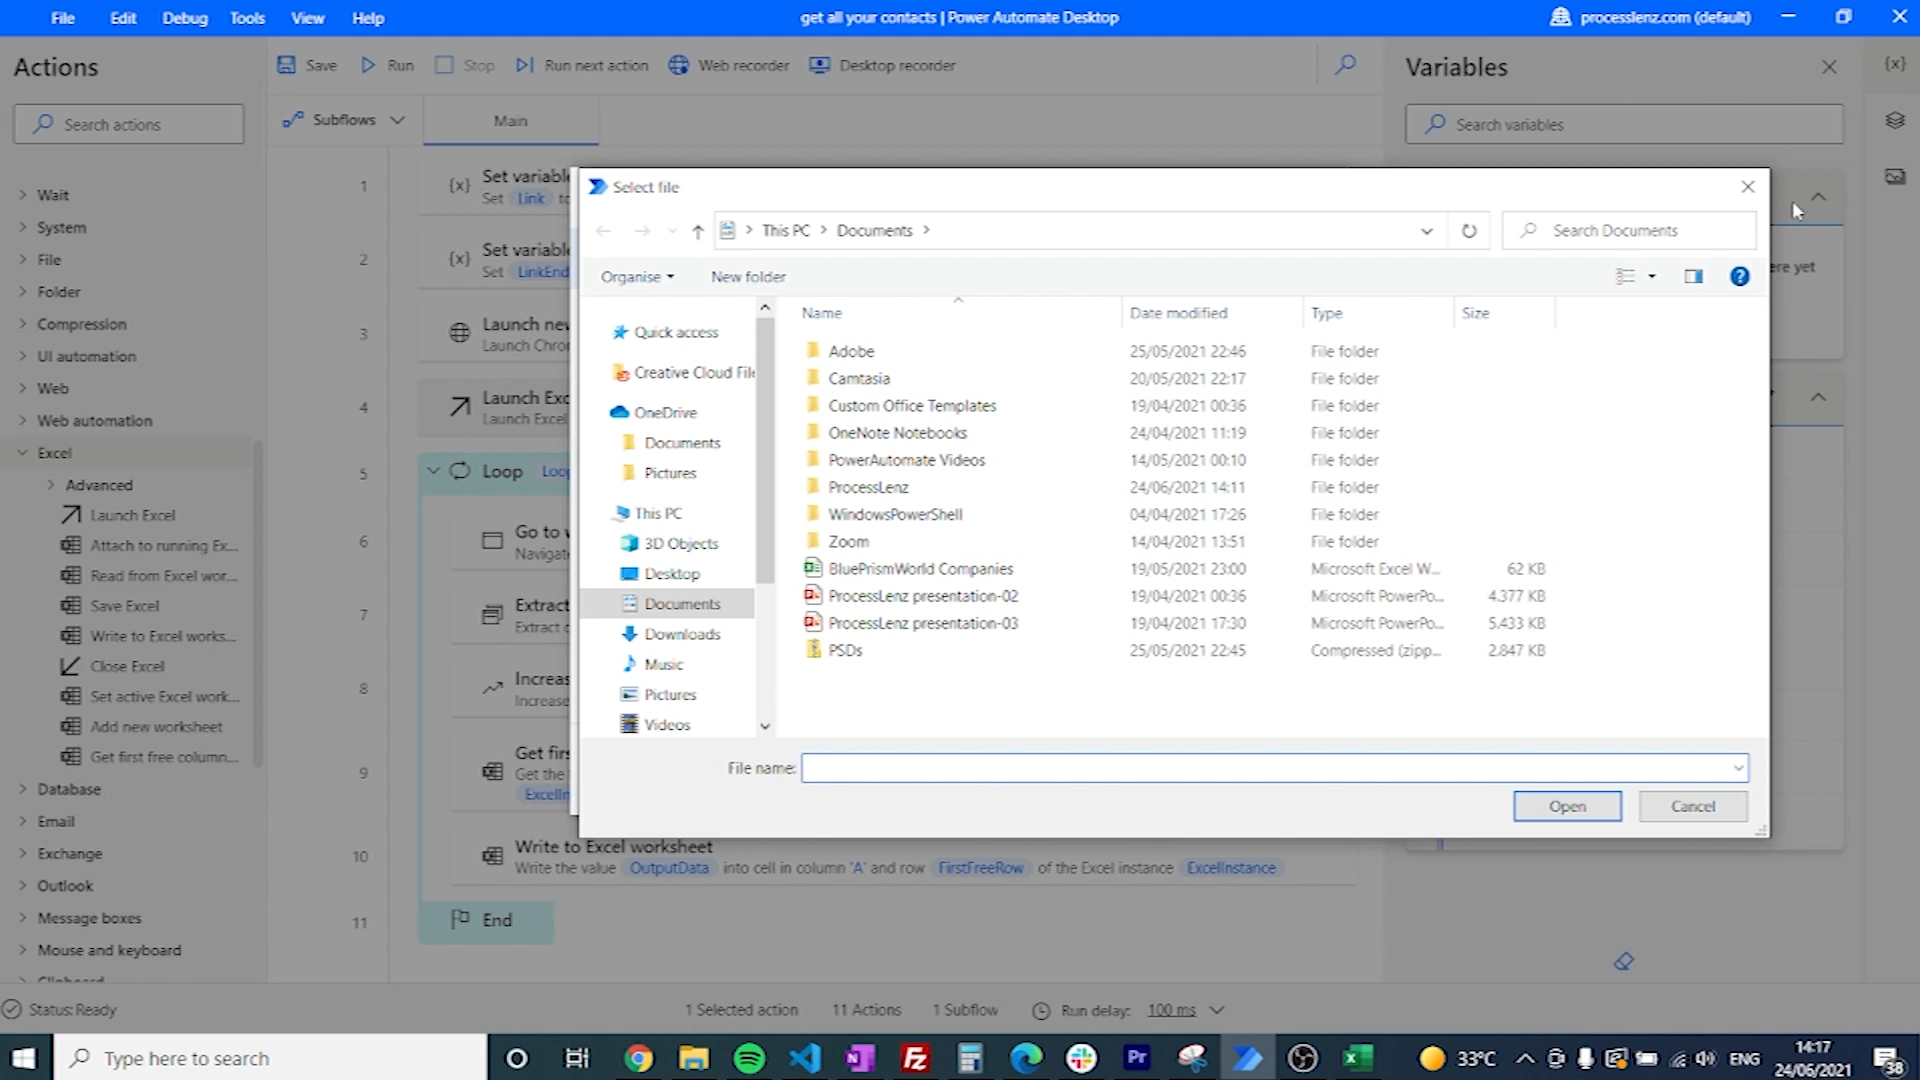 File Edit Debug Tools View Help
get all your contacts | Power Automate Desktop
processlenz.com (default)
Actions
Search actions
Wait
System
File
Folder
Compression
UI automation
Web
Web automation
Excel
Advanced
Launch Excel
Attach to running Ex...
Read from Excel wor...
Save Excel
Write to Excel works...
Close Excel
Set active Excel work...
Add new worksheet
Get first free column...
Database
Email
Exchange
Outlook
Message boxes
Mouse and keyboard
Save Run Stop Run next action Web recorder Desktop recorder
Subflows Main
1 Set variable
Set Link to
2 Set variable
Set LinkEnd
3 Launch new
Launch Chro
4 Launch Exc
Launch Excel
5 Loop Loop
6 Go to w
Navigate
7 Extract
Extract d
8 Increas
Increase
9 Get firs
Get the
ExcelIn
10 Write to Excel worksheet
Write the value OutputData into cell in column 'A' and row FirstFreeRow of the Excel instance ExcelInstance
11 End
Variables
{x}
Search variables
ere yet
Select file
This PC > Documents >
Search Documents
Organise New folder
Quick access
Creative Cloud File
OneDrive
Documents
Pictures
This PC
3D Objects
Desktop
Documents
Downloads
Music
Pictures
Videos
Name Date modified Type Size
Adobe 25/05/2021 22:46 File folder
Camtasia 20/05/2021 22:17 File folder
Custom Office Templates 19/04/2021 00:36 File folder
OneNote Notebooks 24/04/2021 11:19 File folder
PowerAutomate Videos 14/05/2021 00:10 File folder
ProcessLenz 24/06/2021 14:11 File folder
WindowsPowerShell 04/04/2021 17:26 File folder
Zoom 14/04/2021 13:51 File folder
BluePrismWorld Companies 19/05/2021 23:00 Microsoft Excel W... 62 KB
ProcessLenz presentation-02 19/04/2021 00:36 Microsoft PowerPo... 4.377 KB
ProcessLenz presentation-03 19/04/2021 17:30 Microsoft PowerPo... 5.433 KB
PSDs 25/05/2021 22:45 Compressed (zipp... 2.847 KB
File name:
Open Cancel
Status: Ready
1 Selected action 11 Actions 1 Subflow Run delay: 100 ms
Type here to search
33°C
ENG
14:17
24/06/2021
38